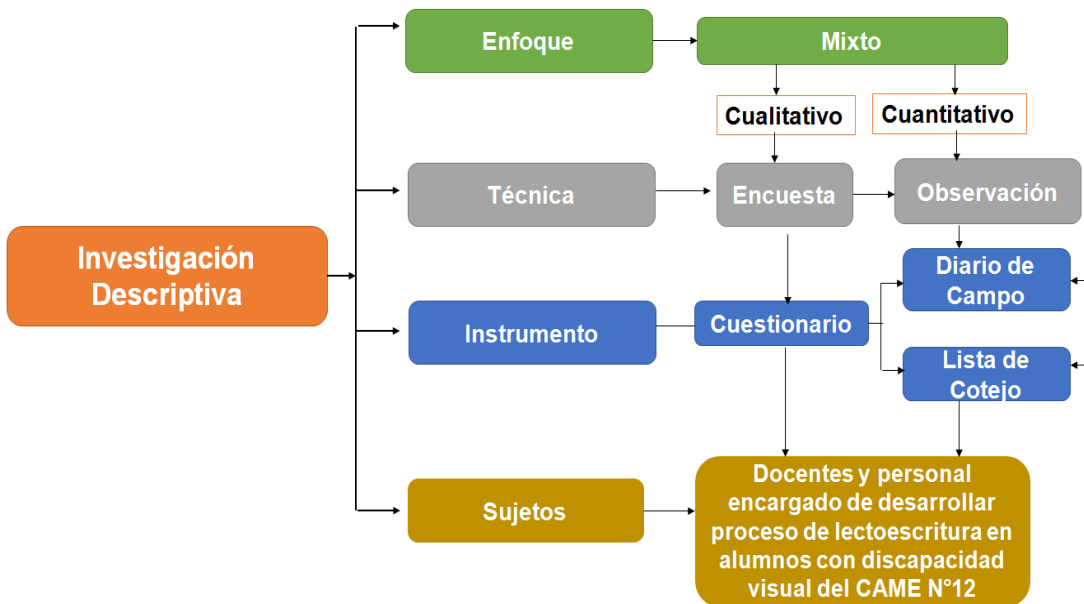 Enfoque
Mixto
Cualitativo
Cuantitativo
Técnica
Encuesta
Observación
Investigación
Descriptiva
Diario de
Campo
Instrumento
Cuestionario
Lista de
Cotejo
Sujetos
Docentes y personal
encargado de desarrollar
proceso de lectoescritura en
alumnos con discapacidad
visual del CAME N°12